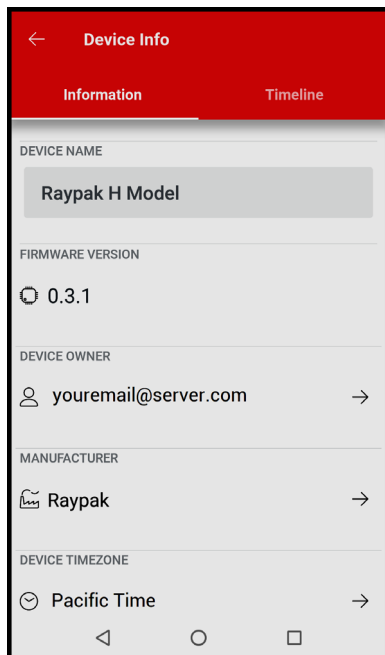 Device Info
Information Timeline
DEVICE NAME
Raypak H Model
FIRMWARE VERSION
0.3.1
DEVICE OWNER
youremail@server.com
MANUFACTURER
Raypak
DEVICE TIMEZONE
Pacific Time